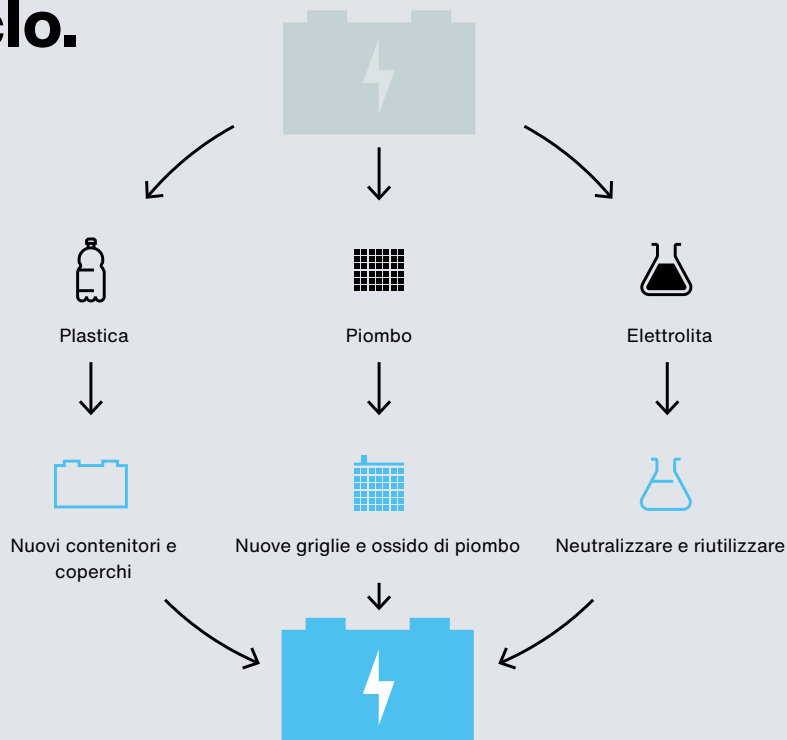 clo.
Plastica
Piombo
Elettrolita
Nuovi contenitori e
coperchi
Nuove griglie e ossido di piombo
Neutralizzare e riutilizzare